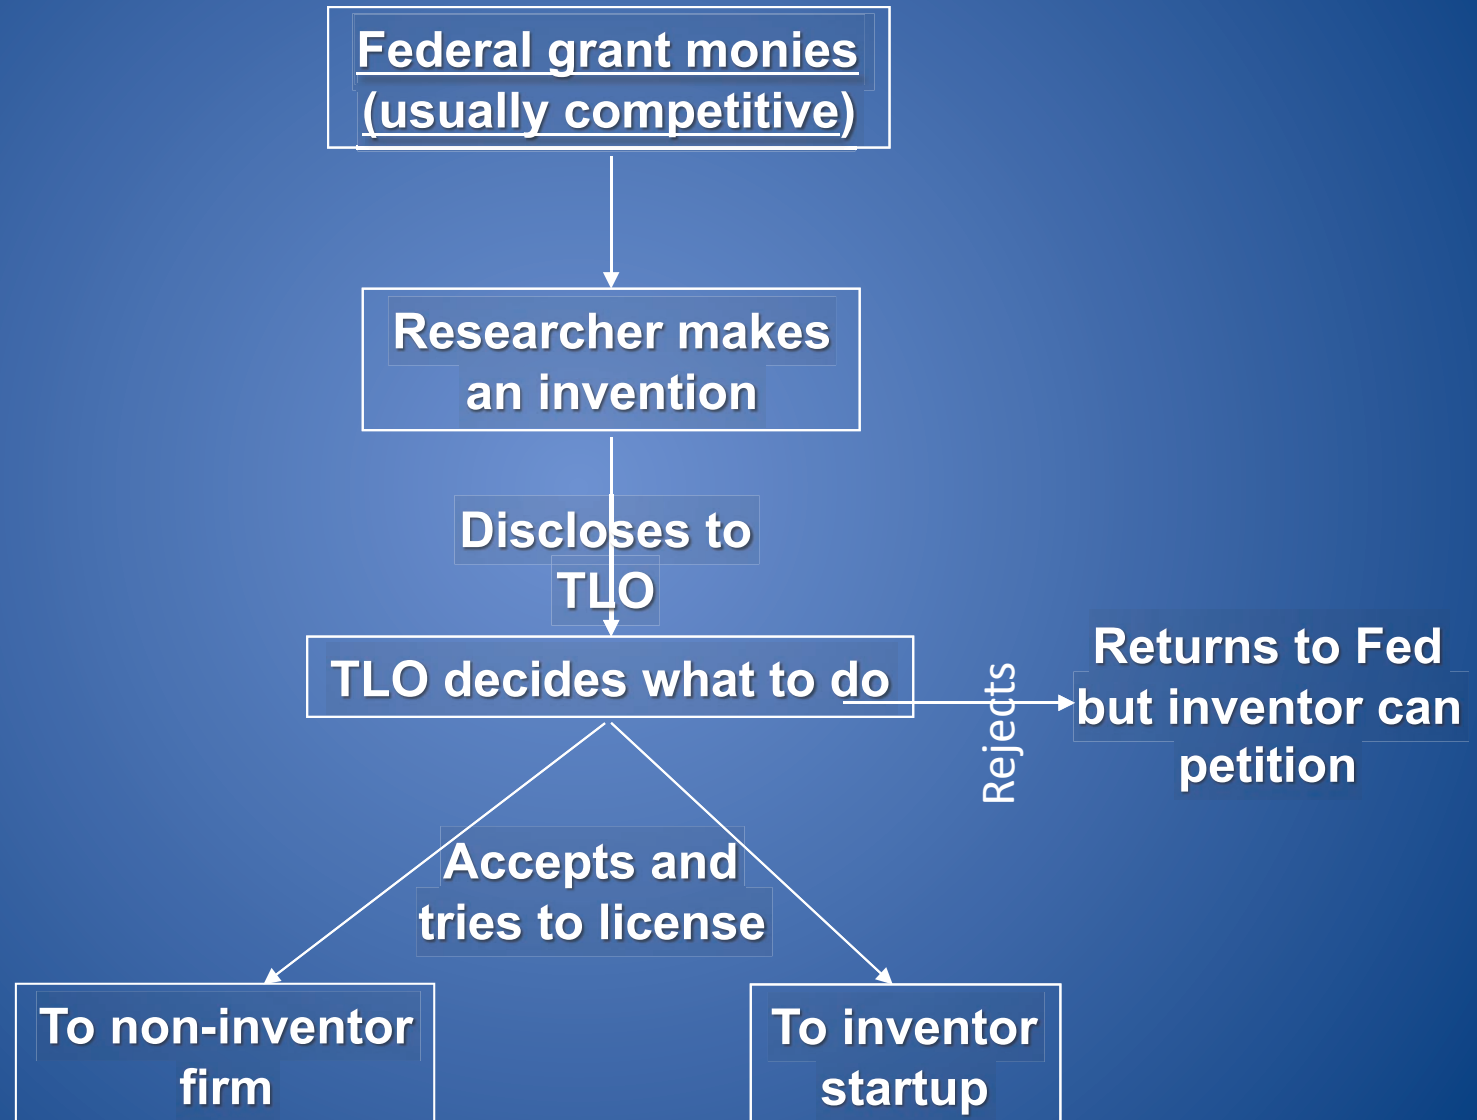 Federal grant monies
(usually competitive)
Researcher makes
an invention
Discloses to
TLO
TLO decides what to do
Rejects
Returns to Fed
but inventor can
petition
Accepts and
tries to license
To non-inventor
firm
To inventor
startup